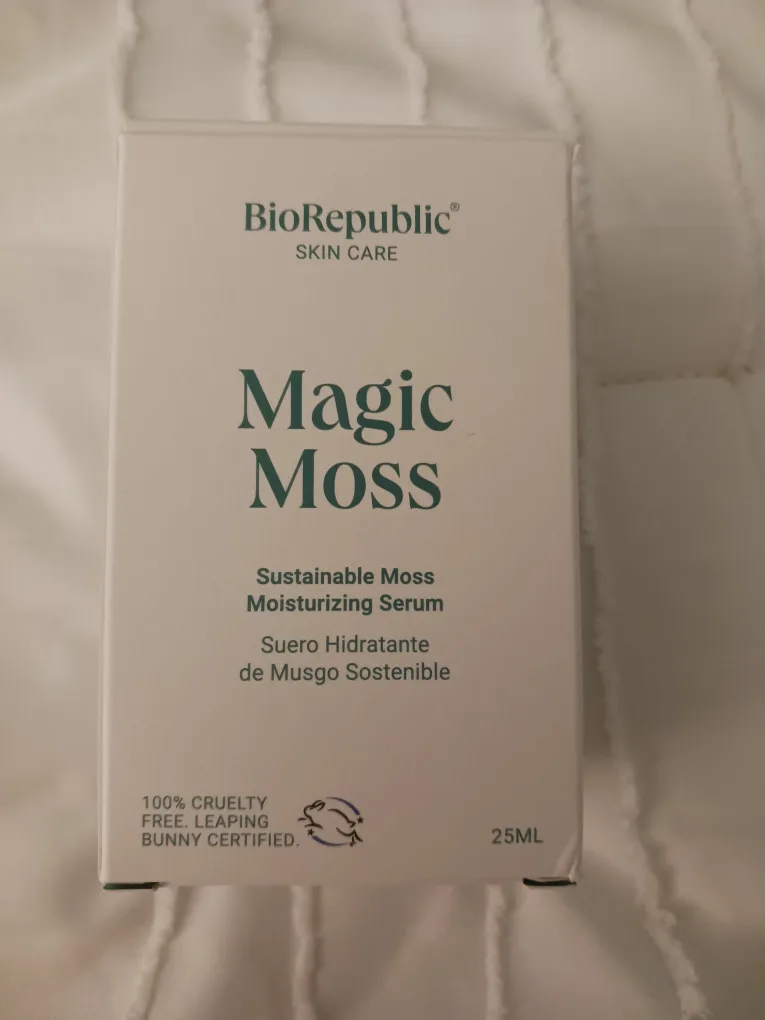 BioRepublic®
SKIN CARE
Magic
Moss
Sustainable Moss
Moisturizing Serum
Suero Hidratante
de Musgo Sostenible
100% CRUELTY
FREE. LEAPING
BUNNY CERTIFIED.
25ML